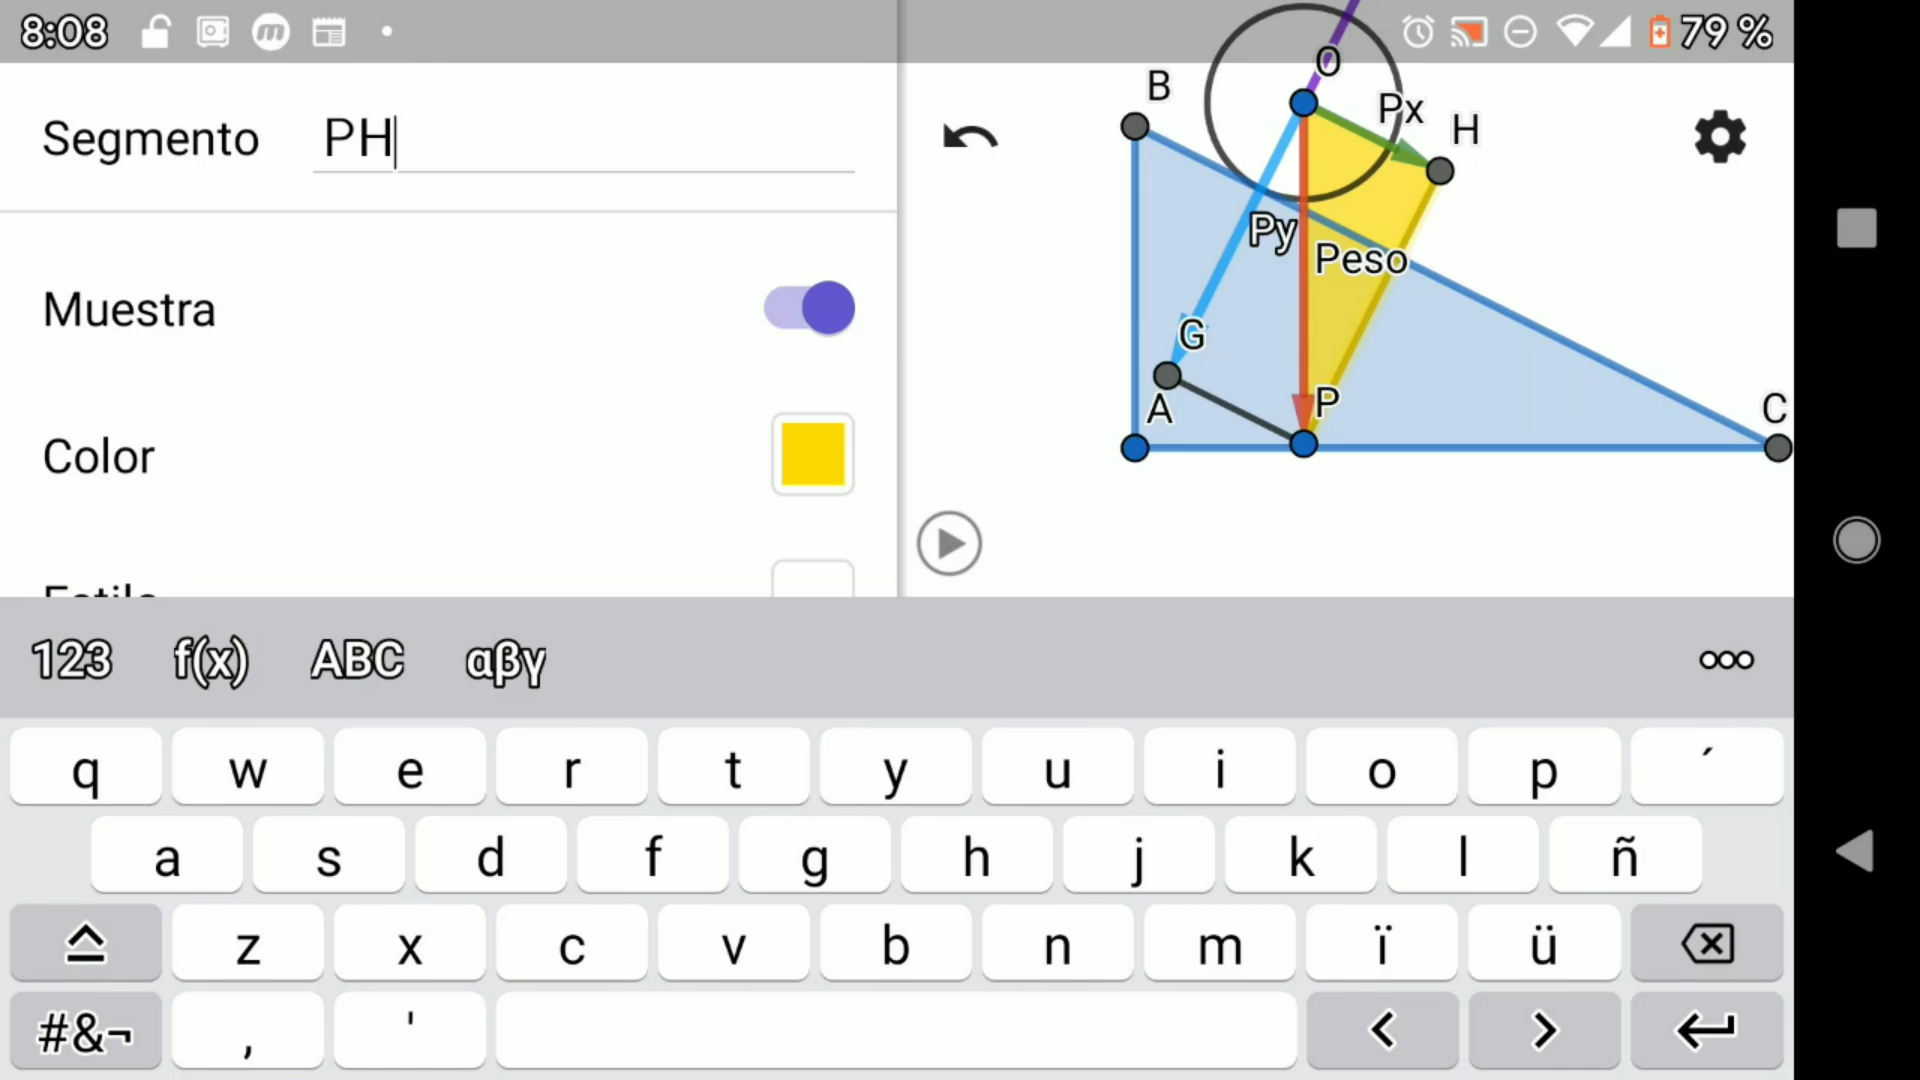 8:08
79 %
Segmento PH
Muestra
Color
B
O
Px
H
Py
Peso
G
A
P
C
123 f(x) ABC αβγ
q w e r t y u i o p ´
a s d f g h j k l ñ
z x c v b n m ï ü
#&¬ , ' < >